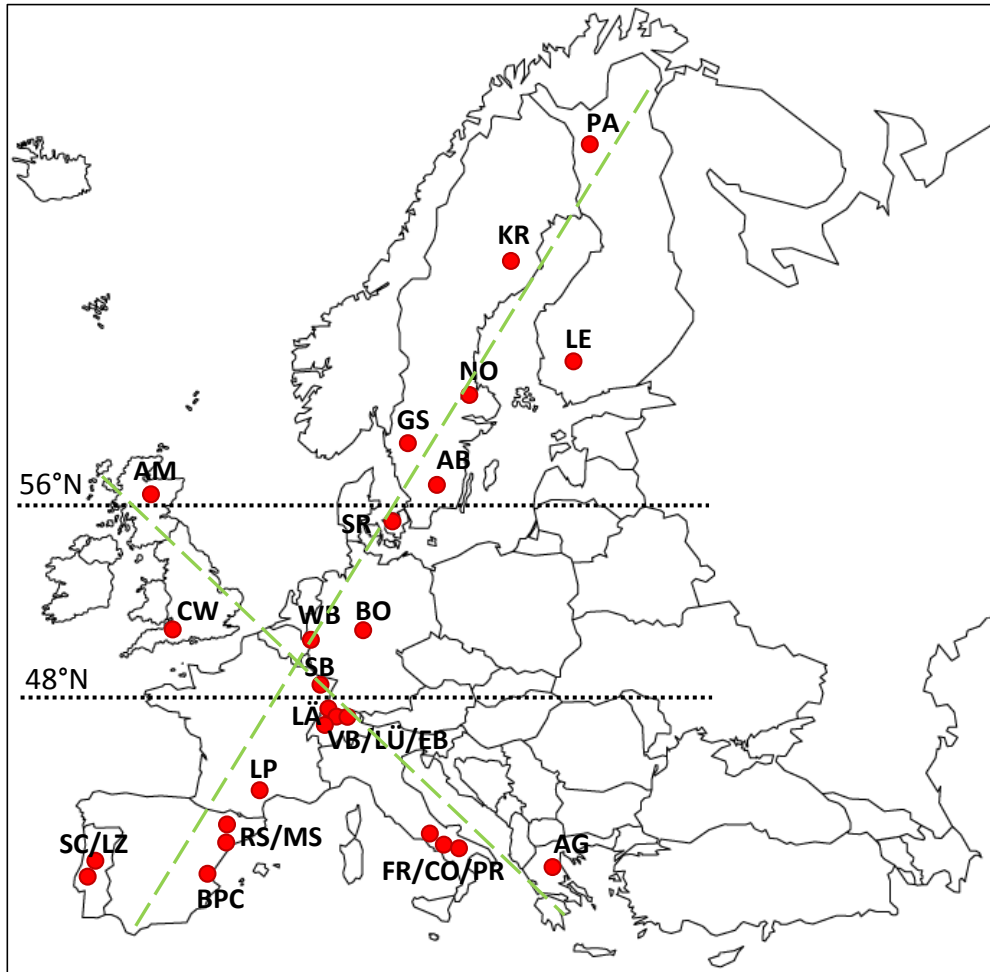 PA
KR
LE
NO
GS
AM
AB
56°N
SR
CW
WB
BO
SB
48°N
LÄ
VB/LÜ/EB
LP
SC/LZ
RS/MS
AG
FR/CO/PR
BPC